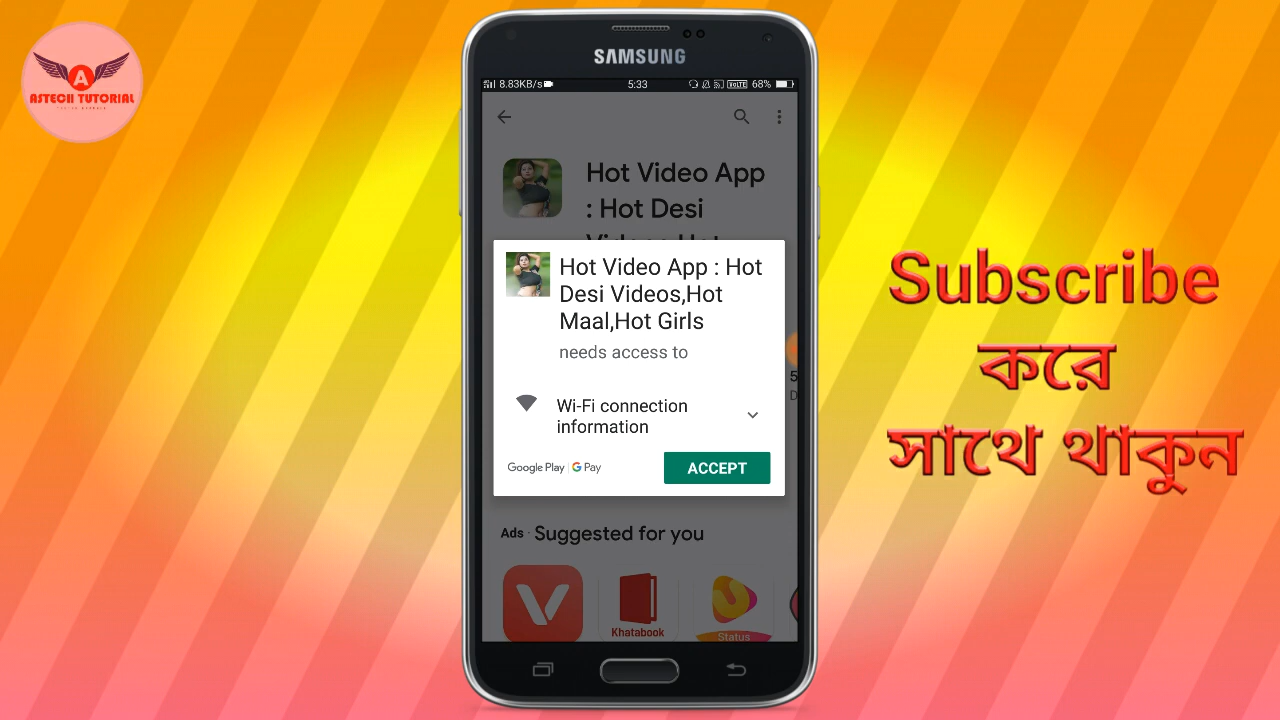 A
ASTECH TUTORIAL
SAMSUNG
8.83KB/s
5:33
VoLTE
68%
Hot Video App
: Hot Desi
Hot Video App : Hot
Desi Videos,Hot
Maal,Hot Girls
needs access to
Wi-Fi connection
information
Google Play | G Pay
ACCEPT
5
D
Ads · Suggested for you
Khatabook
Status
Subscribe
করে
সাথে থাকুন